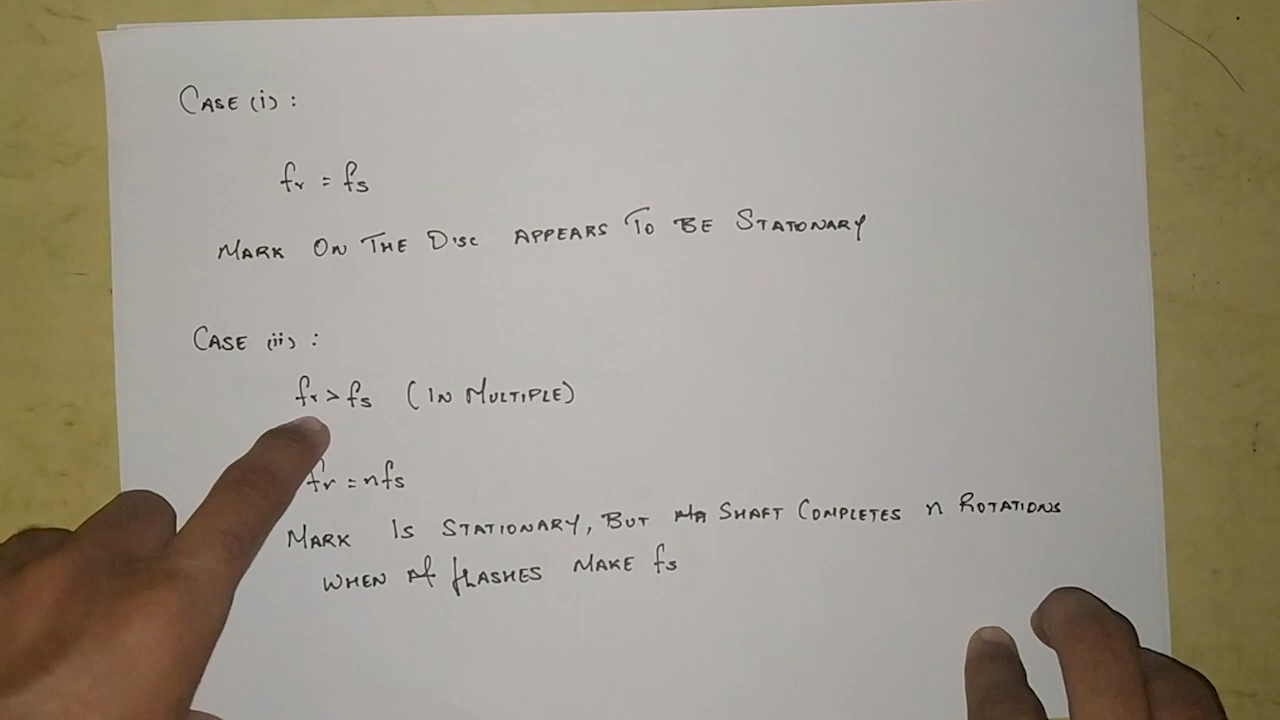 CASE (i) :
fr = fs
MARK ON THE DISC APPEARS TO BE STATIONARY
CASE (ii) :
fr > fs (IN MULTIPLE)
fr = nfs
MARK IS STATIONARY, BUT SHAFT COMPLETES n ROTATIONS
WHEN FLASHES MAKE fs